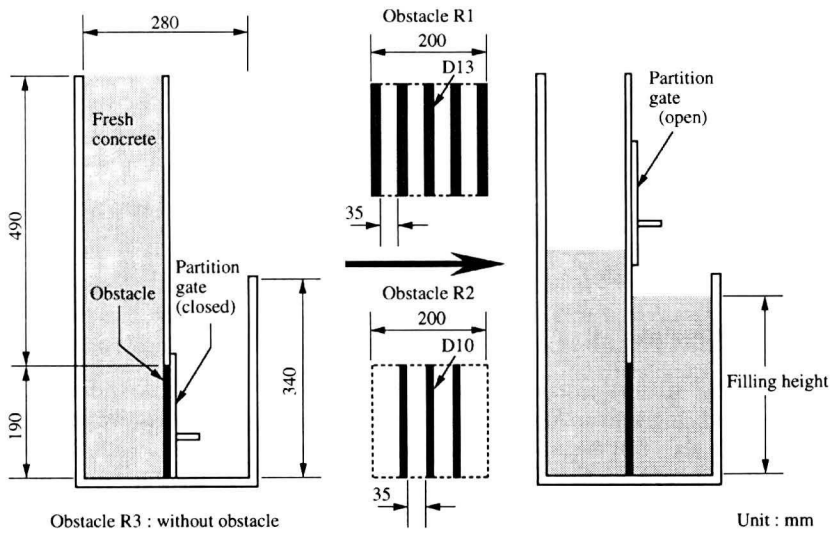 280
Fresh
concrete
490
Obstacle
Partition
gate
(closed)
190
340
Obstacle R3 : without obstacle
Obstacle R1
200
D13
35
Obstacle R2
200
D10
35
Partition
gate
(open)
Filling height
Unit : mm